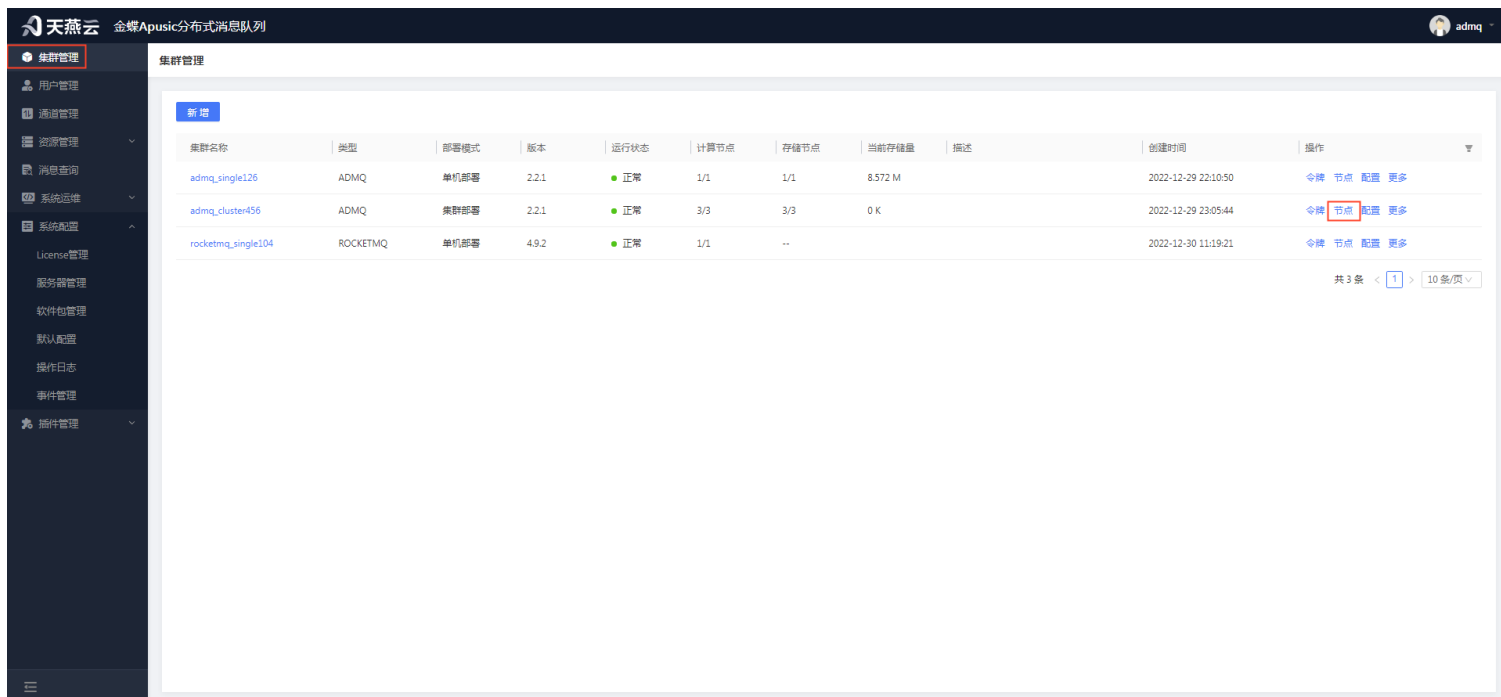 天燕云 金蝶Apusic分布式消息队列
admq
集群管理
用户管理
通道管理
资源管理
消息查询
系统运维
系统配置
License管理
服务器管理
软件包管理
默认配置
操作日志
事件管理
插件管理
集群管理
新增
集群名称 类型 部署模式 版本 运行状态 计算节点 存储节点 当前存储量 描述 创建时间 操作
admq_single126 ADMQ 单机部署 2.2.1 正常 1/1 1/1 8.572 M 2022-12-29 22:10:50 令牌 节点 配置 更多
admq_cluster456 ADMQ 集群部署 2.2.1 正常 3/3 3/3 0 K 2022-12-29 23:05:44 令牌 节点 配置 更多
rocketmq_single104 ROCKETMQ 单机部署 4.9.2 正常 1/1 -- 2022-12-30 11:19:21 令牌 节点 配置 更多
共 3 条 < 1 > 10 条/页